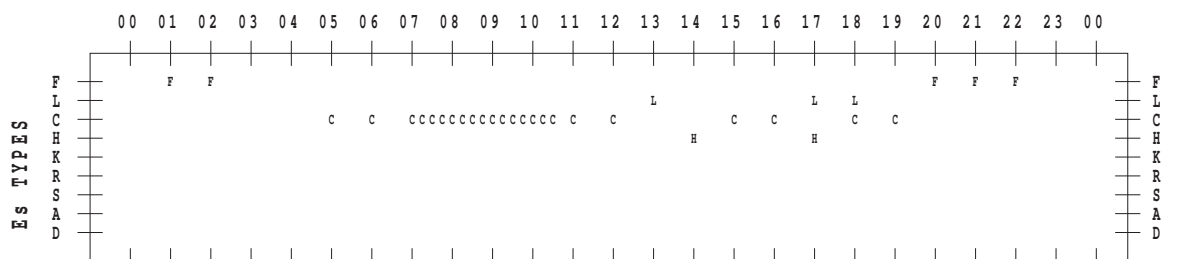 00 01 02 03 04 05 06 07 08 09 10 11 12 13 14 15 16 17 18 19 20 21 22 23 00
F F F F F F F
L L L L L
C C C CCCCCCCCCCCCCCC C C C C C C C
H H H H
K K
R R
S S
A A
D D
Es TYPES